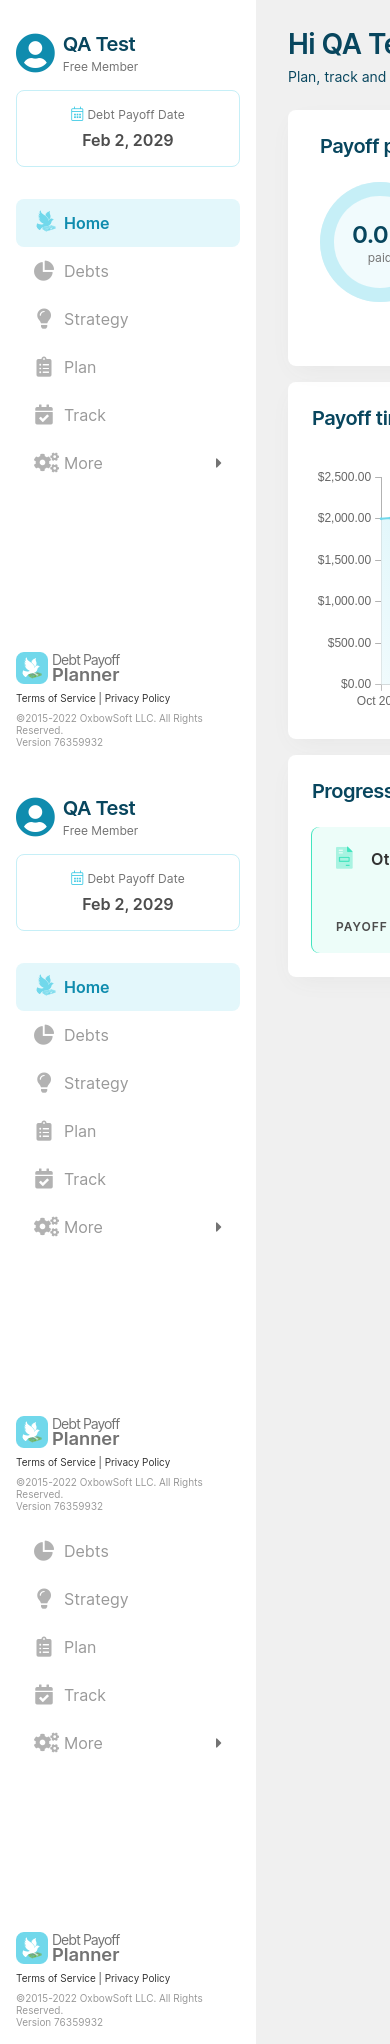 QA Test
Free Member
Debt Payoff Date
Feb 2, 2029
Home
Debts
Strategy
Plan
Track
More
Debt Payoff
Planner
Terms of Service | Privacy Policy
©2015-2022 OxbowSoft LLC. All Rights
Reserved.
Version 76359932
QA Test
Free Member
Debt Payoff Date
Feb 2, 2029
Home
Debts
Strategy
Plan
Track
More
Debt Payoff
Planner
Terms of Service | Privacy Policy
©2015-2022 OxbowSoft LLC. All Rights
Reserved.
Version 76359932
Debts
Strategy
Plan
Track
More
Debt Payoff
Planner
Terms of Service | Privacy Policy
©2015-2022 OxbowSoft LLC. All Rights
Reserved.
Version 76359932
Hi QA Te
Plan, track and
Payoff p
0.0
paid
Payoff ti
$2,500.00
$2,000.00
$1,500.00
$1,000.00
$500.00
$0.00
Oct 20
Progress
Ot
PAYOFF